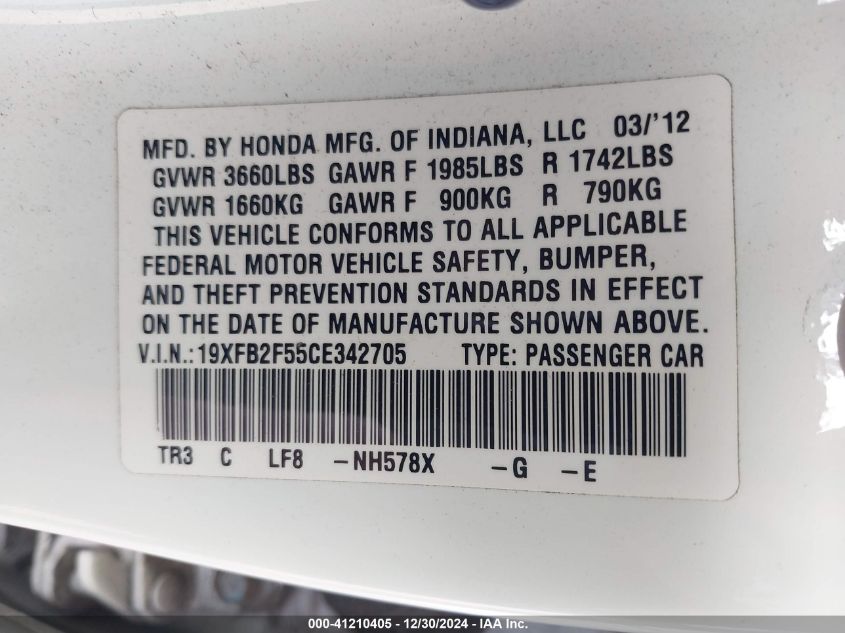 MFD. BY HONDA MFG. OF INDIANA, LLC 03/'12
GVWR 3660LBS GAWR F 1985LBS R 1742LBS
GVWR 1660KG GAWR F 900KG R 790KG
THIS VEHICLE CONFORMS TO ALL APPLICABLE
FEDERAL MOTOR VEHICLE SAFETY, BUMPER,
AND THEFT PREVENTION STANDARDS IN EFFECT
ON THE DATE OF MANUFACTURE SHOWN ABOVE.
V.I.N.:19XFB2F55CE342705 TYPE: PASSENGER CAR
TR3 C LF8 -NH578X -G -E
000-41210405 - 12/30/2024 - IAA Inc.